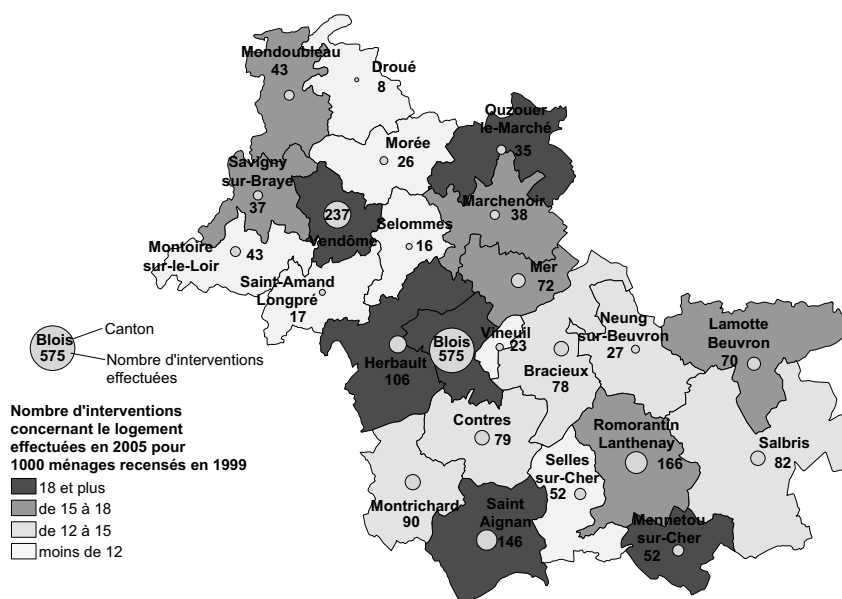 Mondoubleau
43
Droué
8
Ouzouer
le-Marché
35
Morée
26
Savigny
sur-Braye
37
Marchenoir
38
237
Vendôme
Selommes
16
Montoire
sur-le-Loir
43
Saint-Amand
Longpré
17
Mer
72
Neung
sur-Beuvron
27
Lamotte
Beuvron
70
Canton
Blois
575
Nombre d'interventions
effectuées
Herbault
106
Blois
575
Vineuil
23
Bracieux
78
Nombre d'interventions
concernant le logement
effectuées en 2005 pour
1000 ménages recensés en 1999
18 et plus
de 15 à 18
de 12 à 15
moins de 12
Contres
79
Romorantin
Lanthenay
166
Salbris
82
Selles
sur-Cher
52
Montrichard
90
Saint
Aignan
146
Mennetou
sur-Cher
52